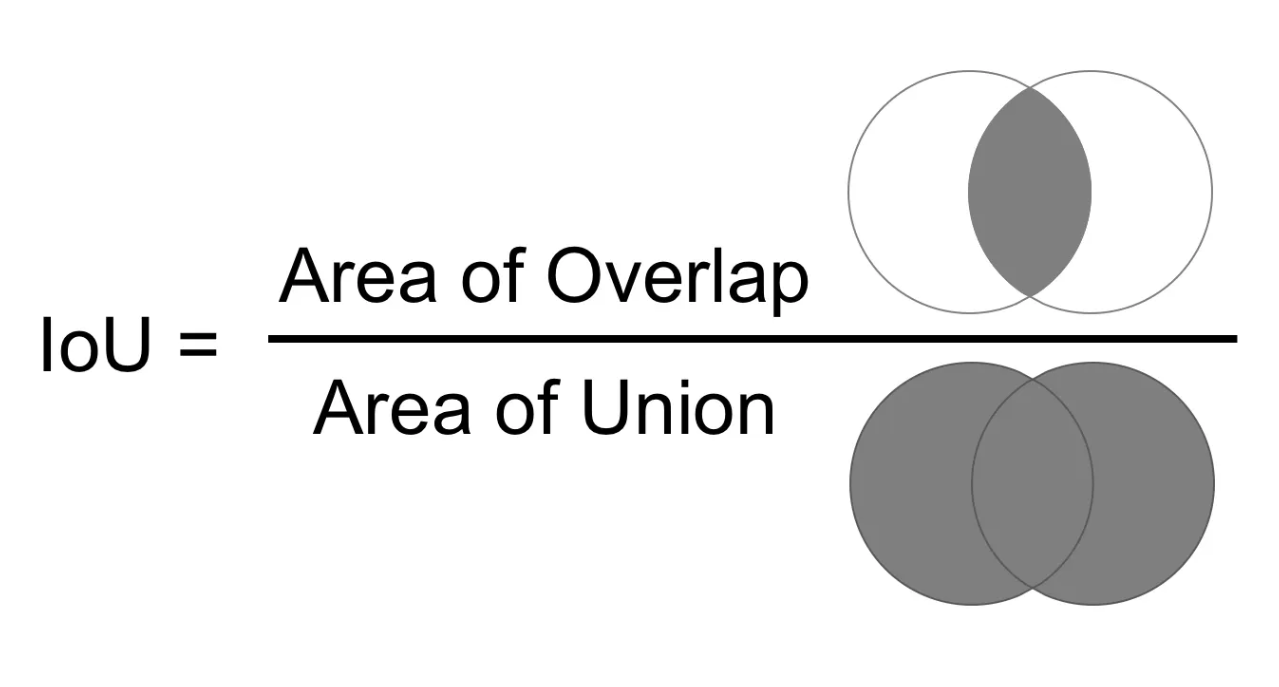 Area of Overlap
IoU =
Area of Union